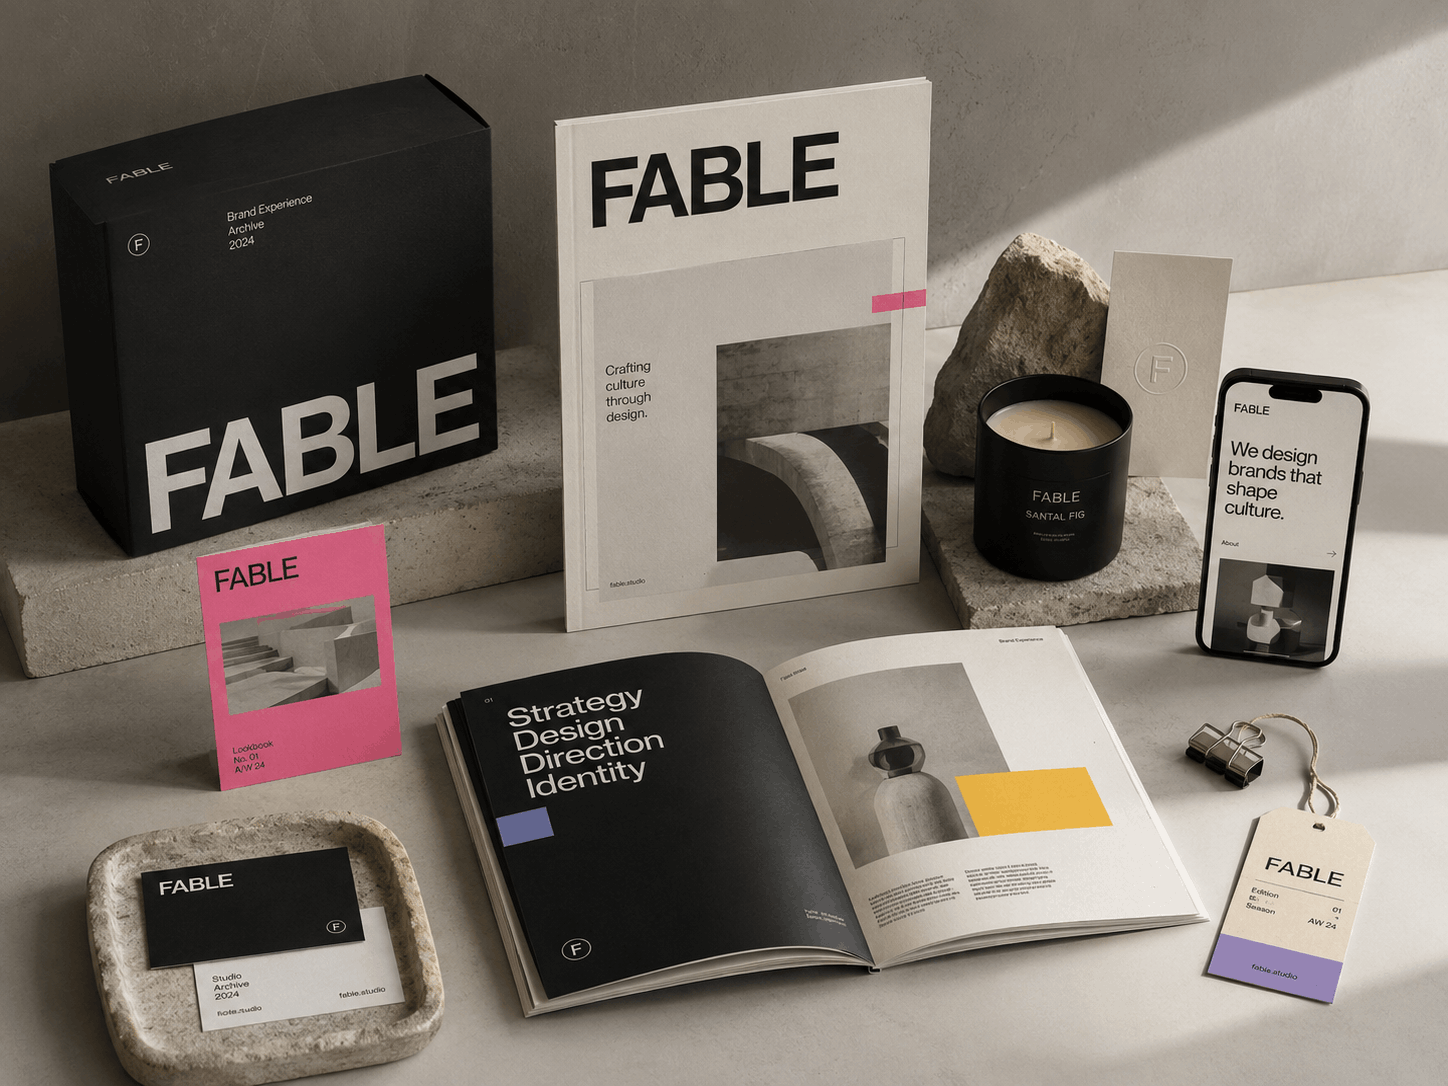 FABLE
F
Brand Experience
Archive
2024
FABLE
FABLE
Crafting
culture
through
design.
fable.studio
F
FABLE
SANTAL FIG
FABLE
We design
brands that
shape
culture.
About
→
FABLE
Lookbook
No. 01
A/W 24
01
Strategy
Design
Direction
Identity
F
Brand Experience
FABLE
F
Studio
Archive
2024
fable.studio
FABLE
Edition
01
Season
AW 24
fable.studio